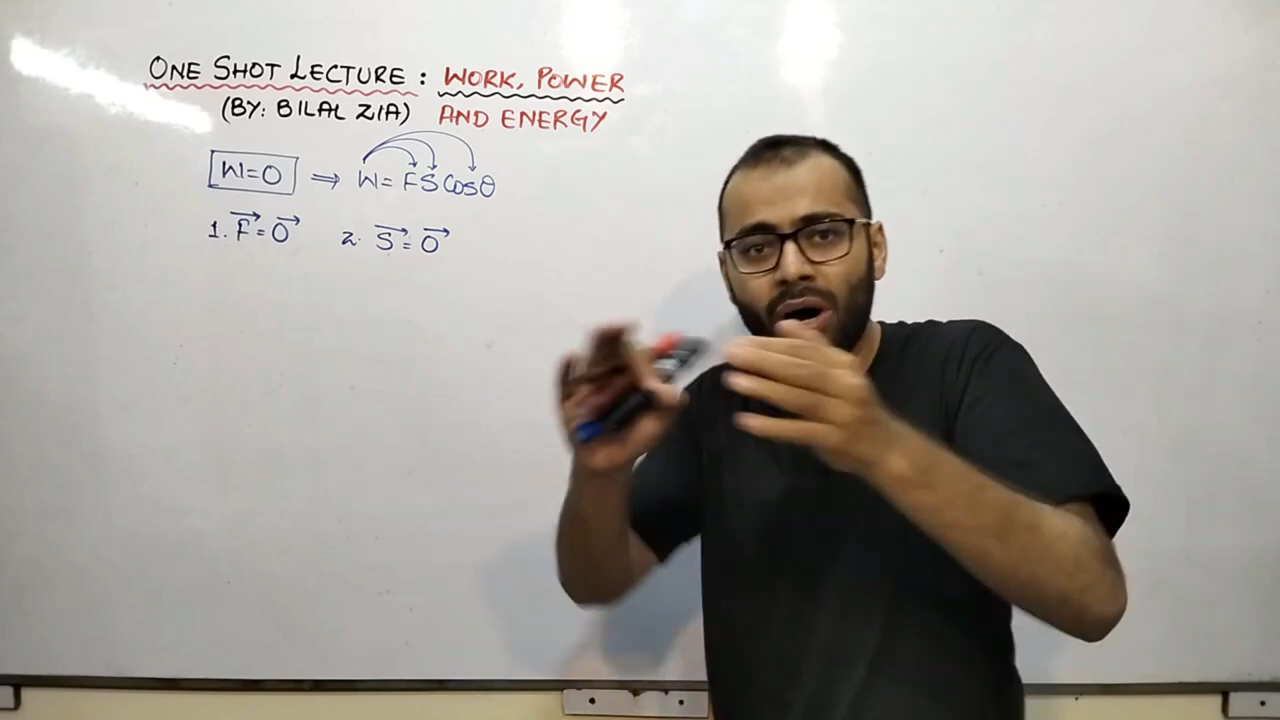 ONE SHOT LECTURE : WORK, POWER
(BY: BILAL ZIA) AND ENERGY
W=0 ⇒ W= FS Cosθ
1. F⃗ = 0⃗ 2. S⃗ = 0⃗